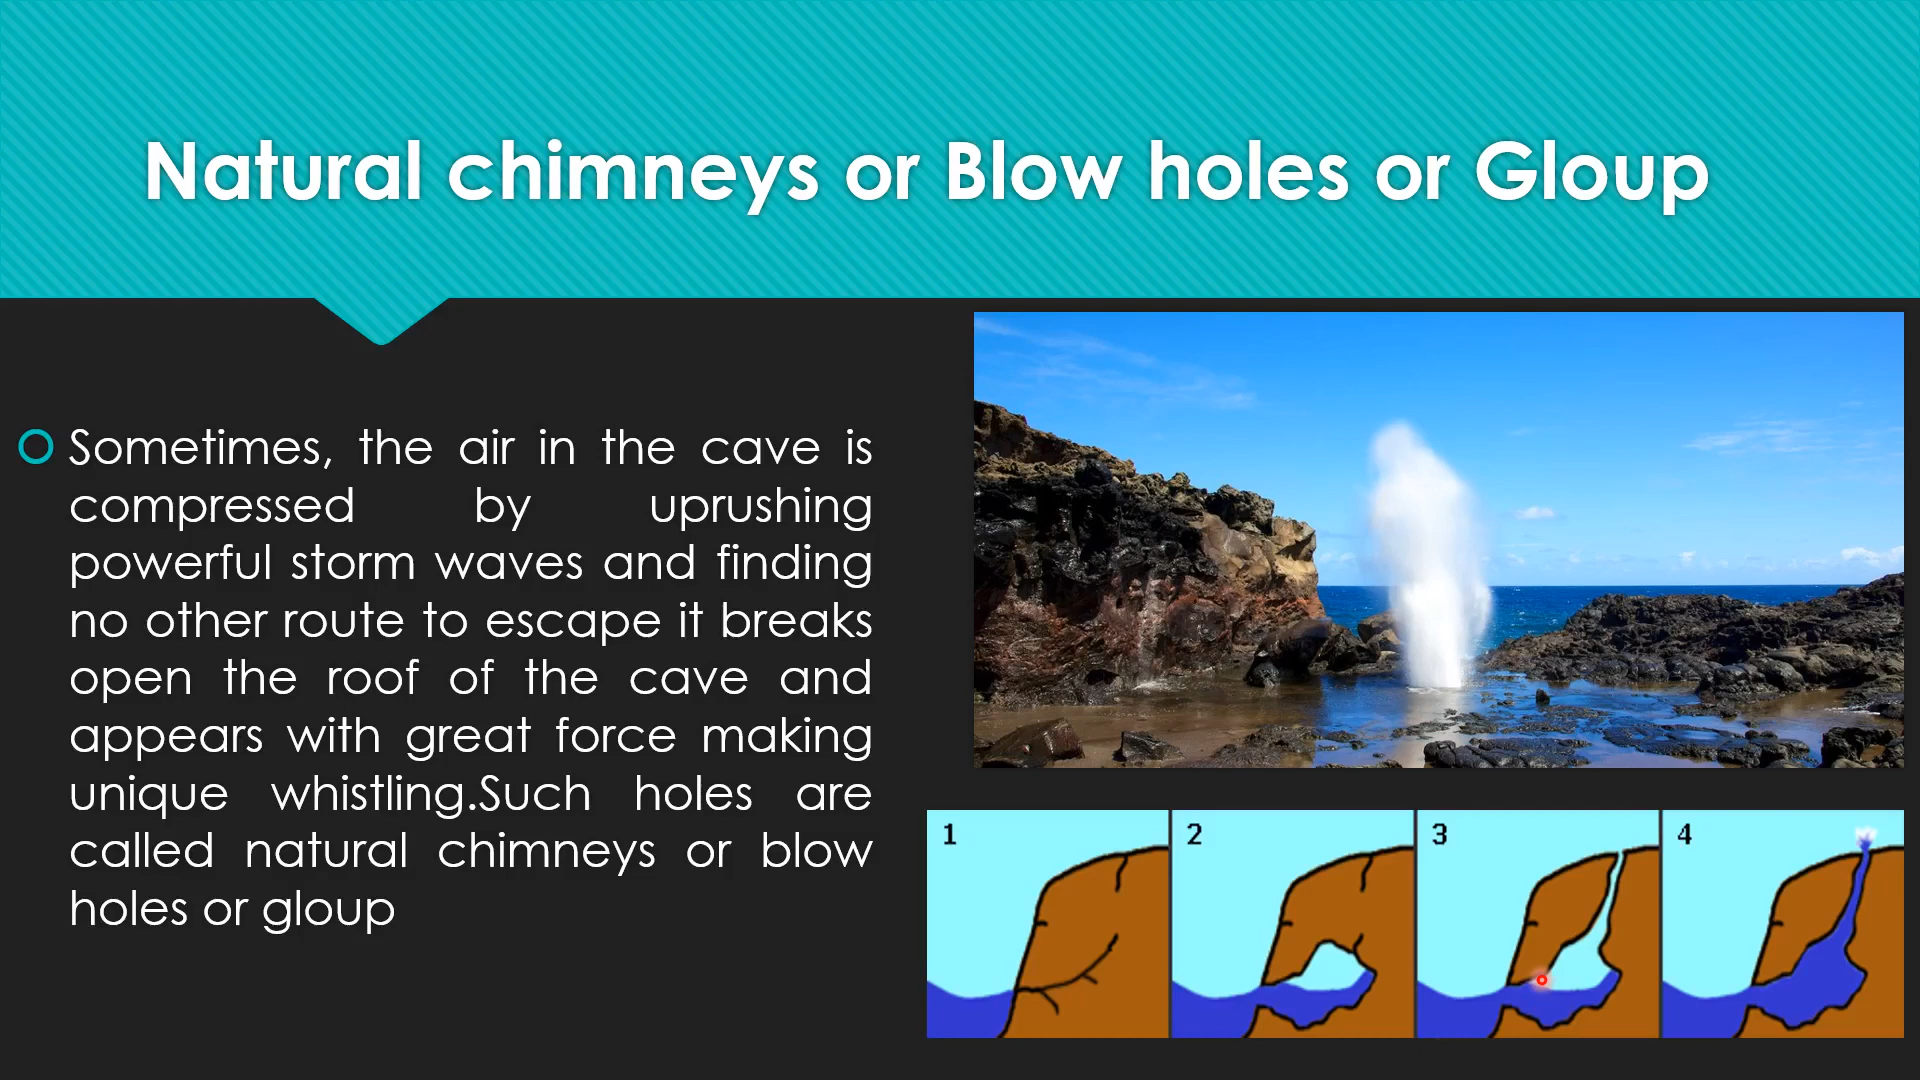 Natural chimneys or Blow holes or Gloup
Sometimes, the air in the cave is
compressed by uprushing
powerful storm waves and finding
no other route to escape it breaks
open the roof of the cave and
appears with great force making
unique whistling.Such holes are
called natural chimneys or blow
holes or gloup
1
2
3
4